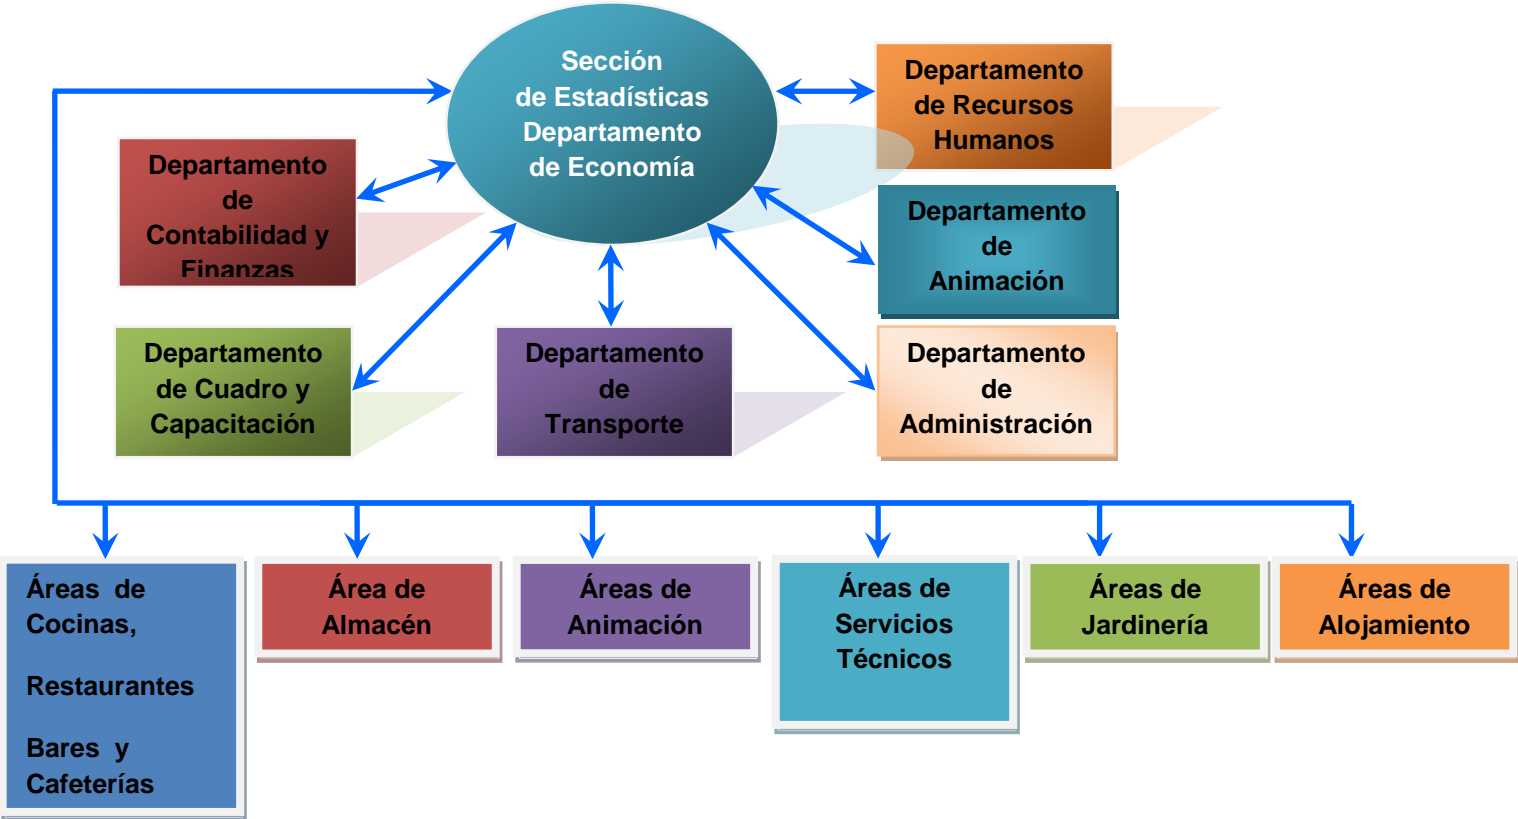 Sección
de Estadísticas
Departamento
de Economía
Departamento
de Recursos
Humanos
Departamento
de
Contabilidad y
Finanzas
Departamento
de
Animación
Departamento
de Cuadro y
Capacitación
Departamento
de
Transporte
Departamento
de
Administración
Áreas de
Cocinas,
Restaurantes
Bares y
Cafeterías
Área de
Almacén
Áreas de
Animación
Áreas de
Servicios
Técnicos
Áreas de
Jardinería
Áreas de
Alojamiento